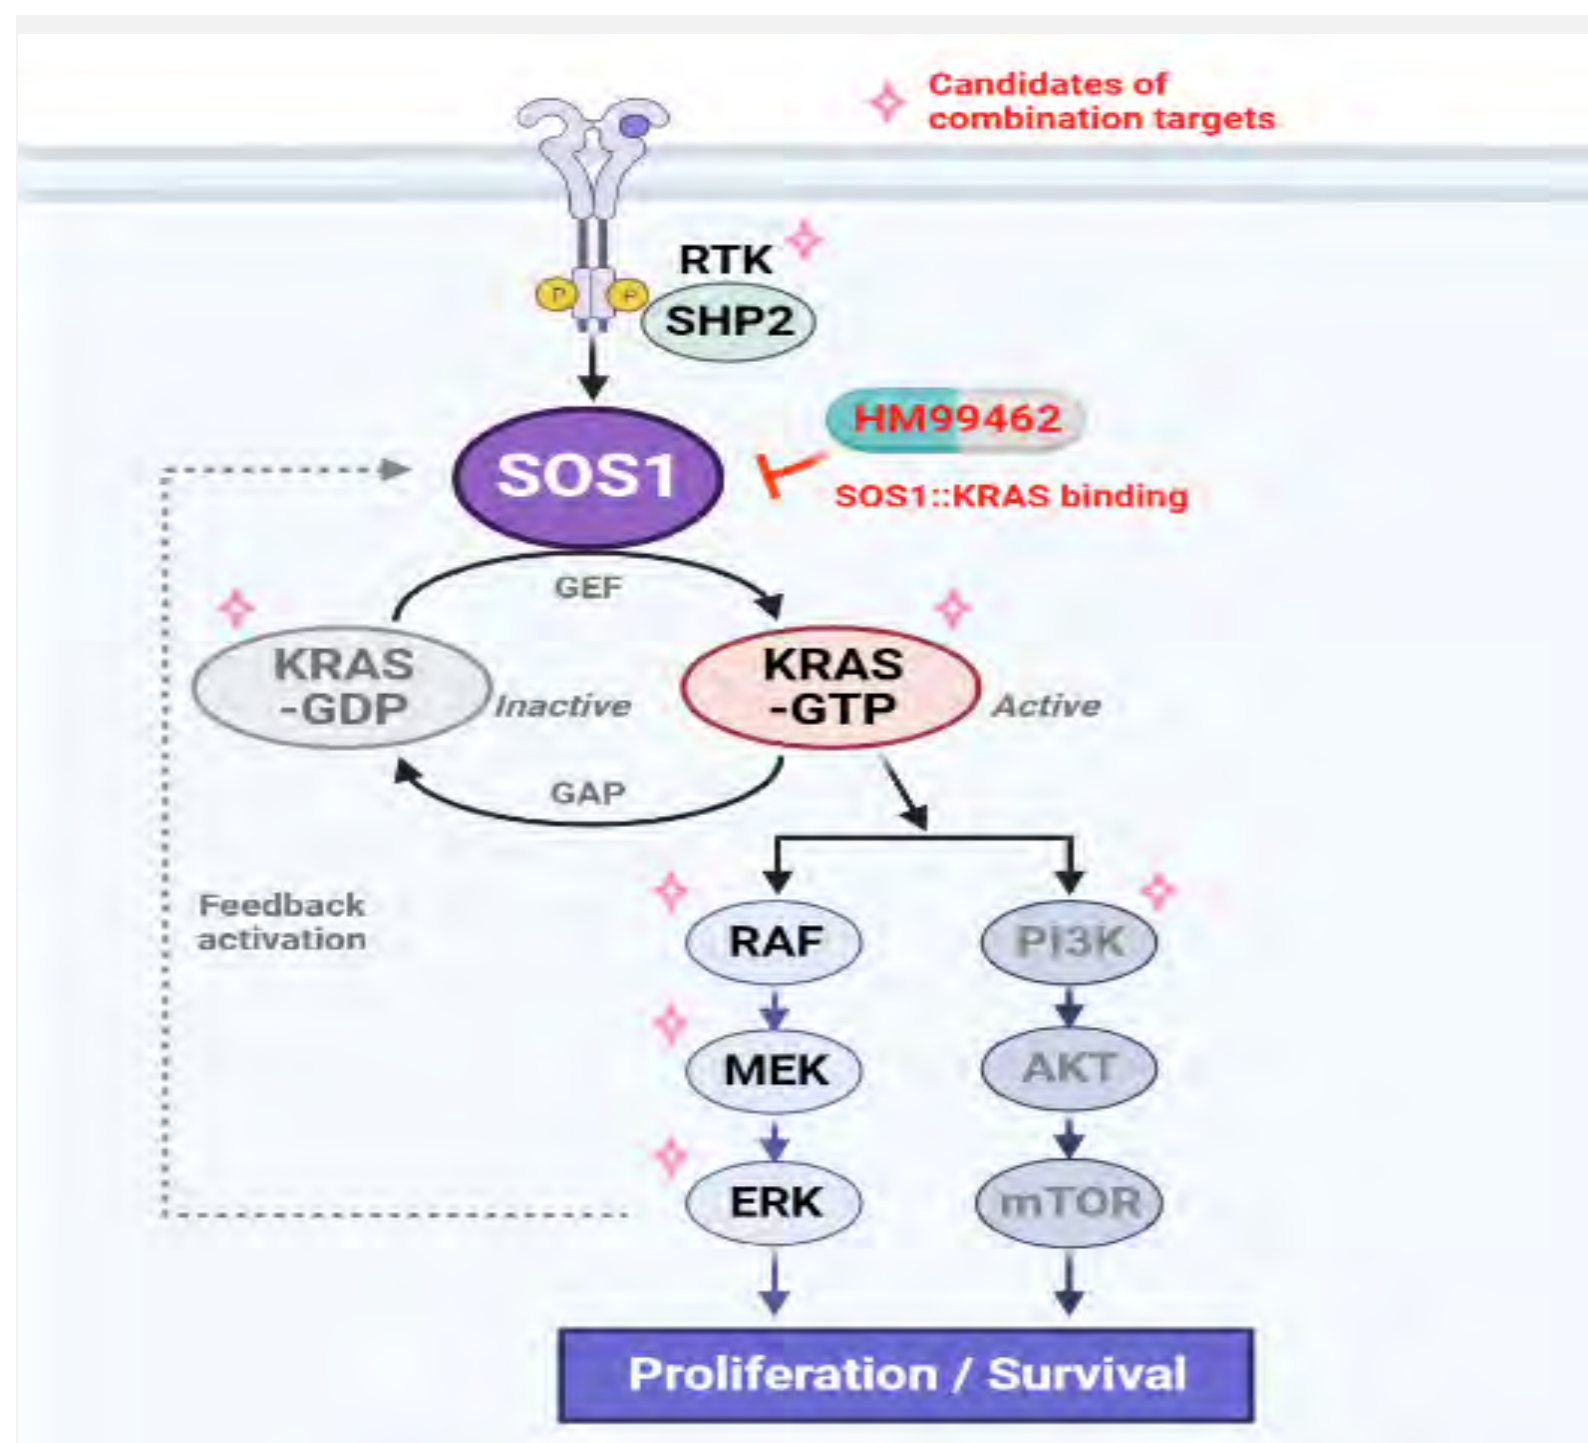 Candidates of
combination targets
RTK
P
P
SHP2
HM99462
SOS1
SOS1::KRAS binding
GEF
KRAS
-GDP
Inactive
KRAS
-GTP
Active
GAP
Feedback
activation
RAF
PI3K
MEK
AKT
ERK
mTOR
Proliferation / Survival